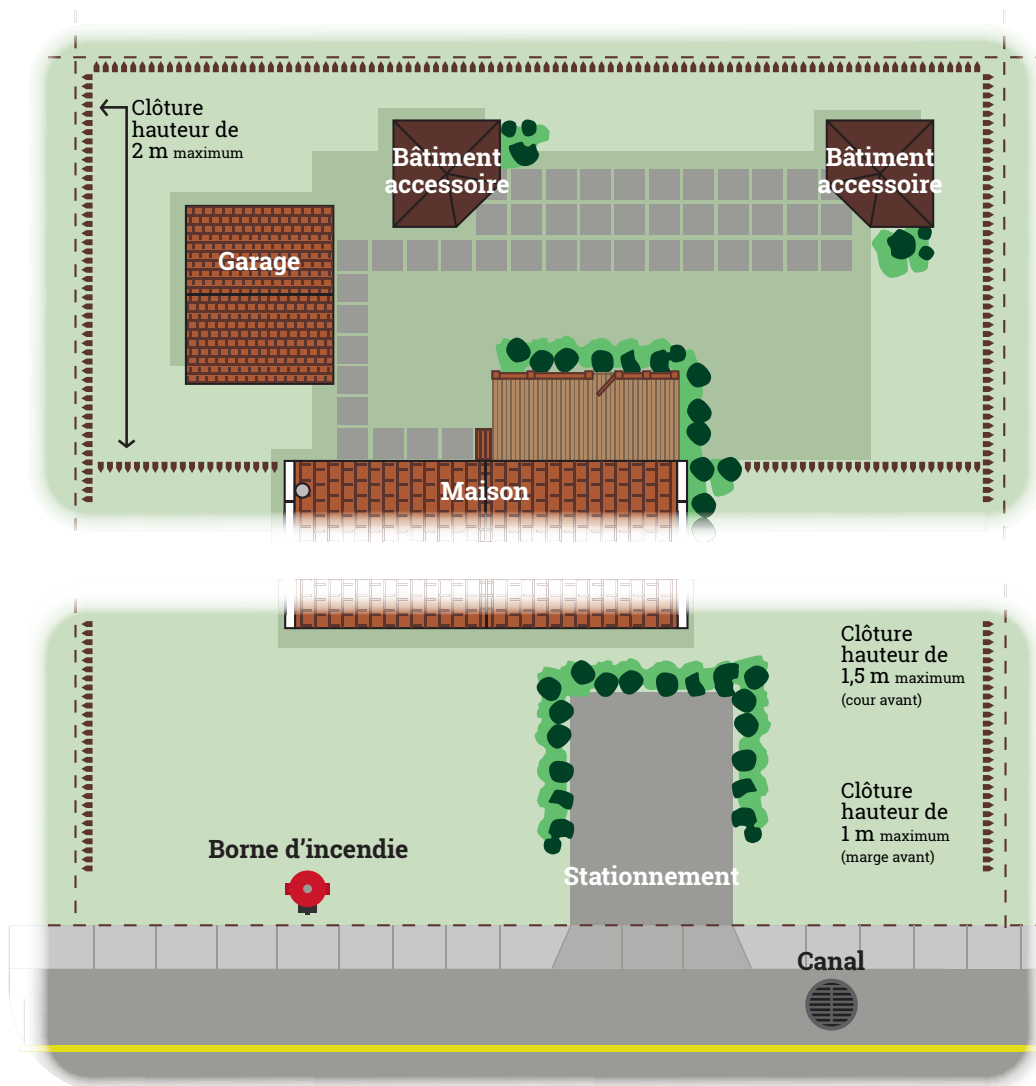 Clôture
hauteur de
2 m maximum
Bâtiment
accessoire
Bâtiment
accessoire
Garage
Maison
Clôture
hauteur de
1,5 m maximum
(cour avant)
Clôture
hauteur de
1 m maximum
(marge avant)
Borne d’incendie
Stationnement
Canal